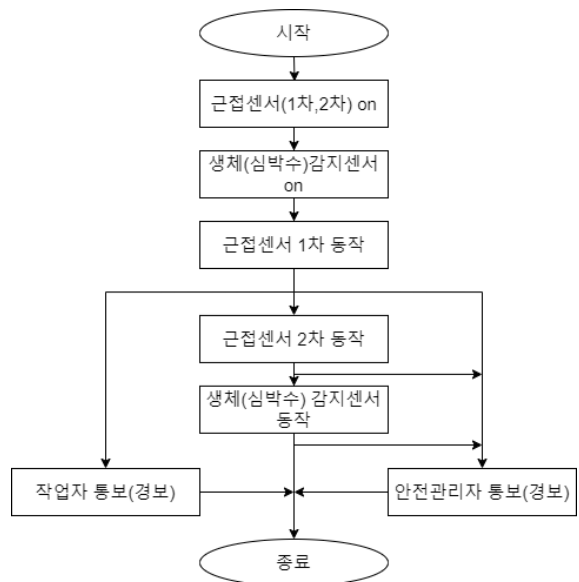 시작
근접센서(1차,2차) on
생체(심박수)감지센서
on
근접센서 1차 동작
근접센서 2차 동작
생체(심박수) 감지센서
동작
작업자 통보(경보)
안전관리자 통보(경보)
종료